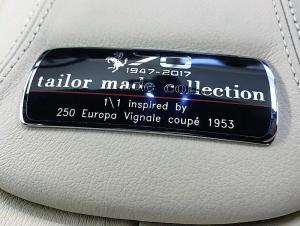 70
1947-2017
tailor made collection
1\1 inspired by
250 Europa Vignale coupé 1953